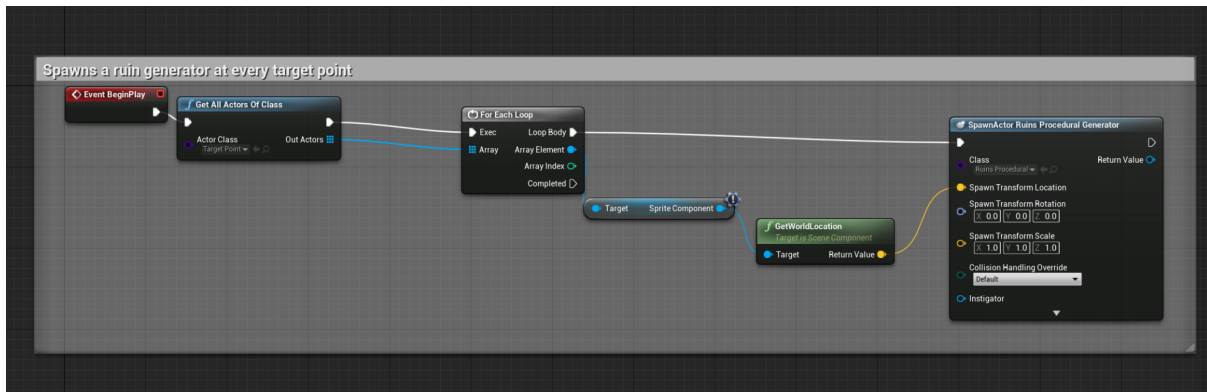 Spawns a ruin generator at every target point
Event BeginPlay
Get All Actors Of Class
Actor Class
Target Point
Out Actors
For Each Loop
Exec
Loop Body
Array
Array Element
Array Index
Completed
Target
Sprite Component
GetWorldLocation
Target is Scene Component
Target
Return Value
SpawnActor Ruins Procedural Generator
Class
Ruins Procedural
Return Value
Spawn Transform Location
Spawn Transform Rotation
X 0.0 Y 0.0 Z 0.0
Spawn Transform Scale
X 1.0 Y 1.0 Z 1.0
Collision Handling Override
Default
Instigator